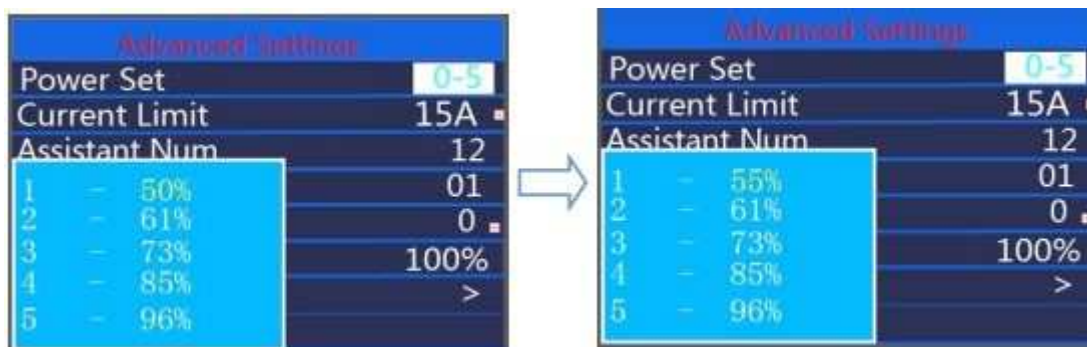 Advanced Settings
Power Set 0-5
Current Limit 15A
Assistant Num 12
01
0
100%
>
1 - 50%
2 - 61%
3 - 73%
4 - 85%
5 - 96%
Advanced Settings
Power Set 0-5
Current Limit 15A
Assistant Num 12
01
0
100%
>
1 - 55%
2 - 61%
3 - 73%
4 - 85%
5 - 96%